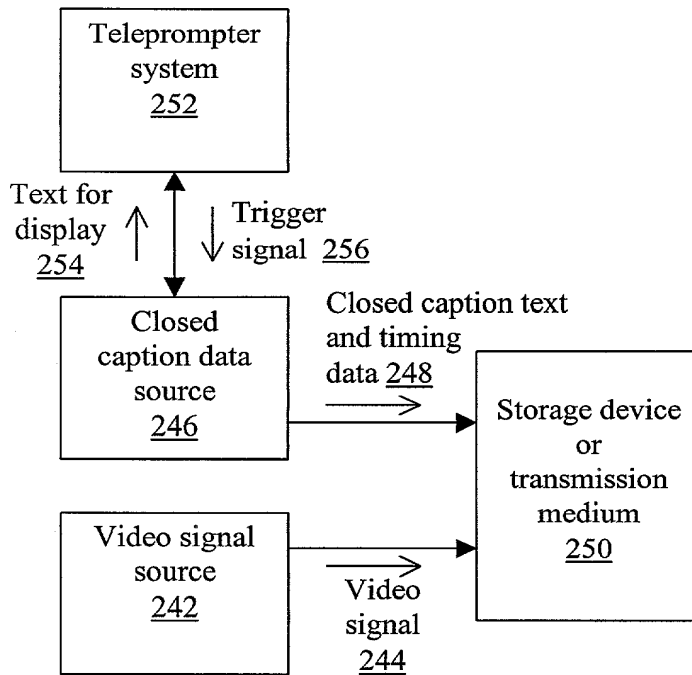 Teleprompter
system
252
Text for
display
254
Trigger
signal 256
Closed
caption data
source
246
Closed caption text
and timing
data 248
Storage device
or
transmission
medium
250
Video signal
source
242
Video
signal
244